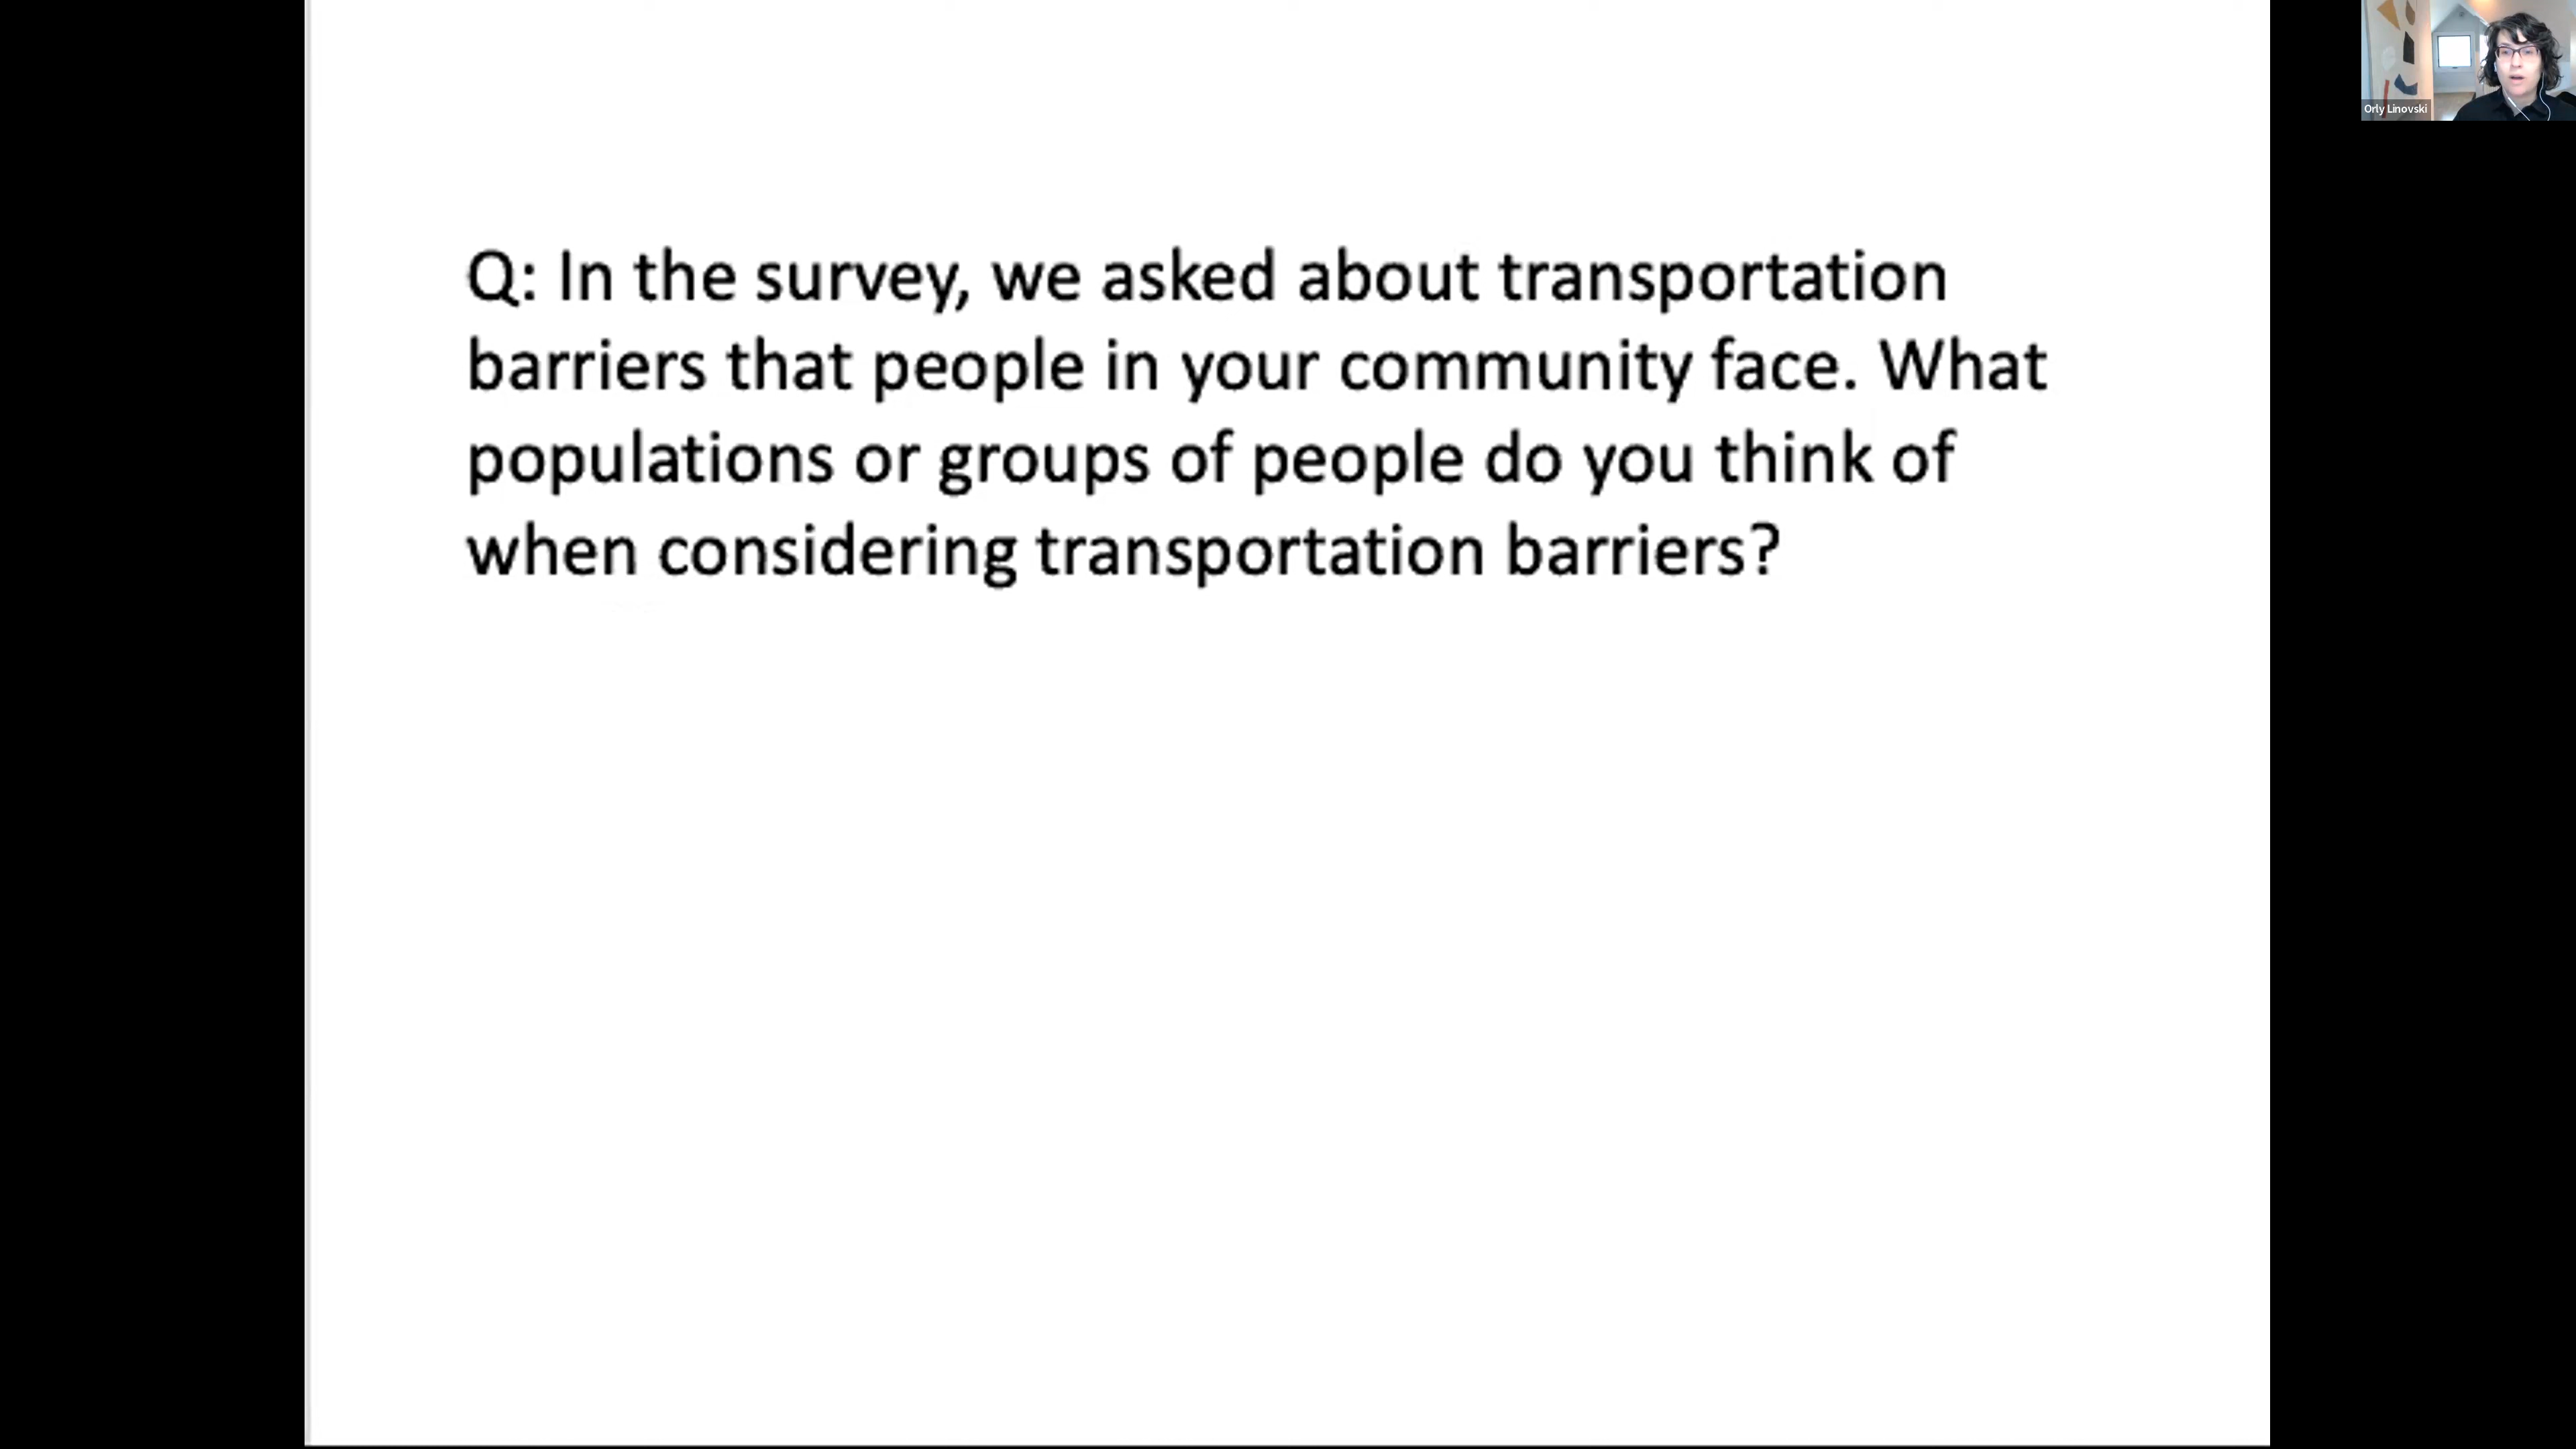 Orly Linovski
Q: In the survey, we asked about transportation
barriers that people in your community face. What
populations or groups of people do you think of
when considering transportation barriers?